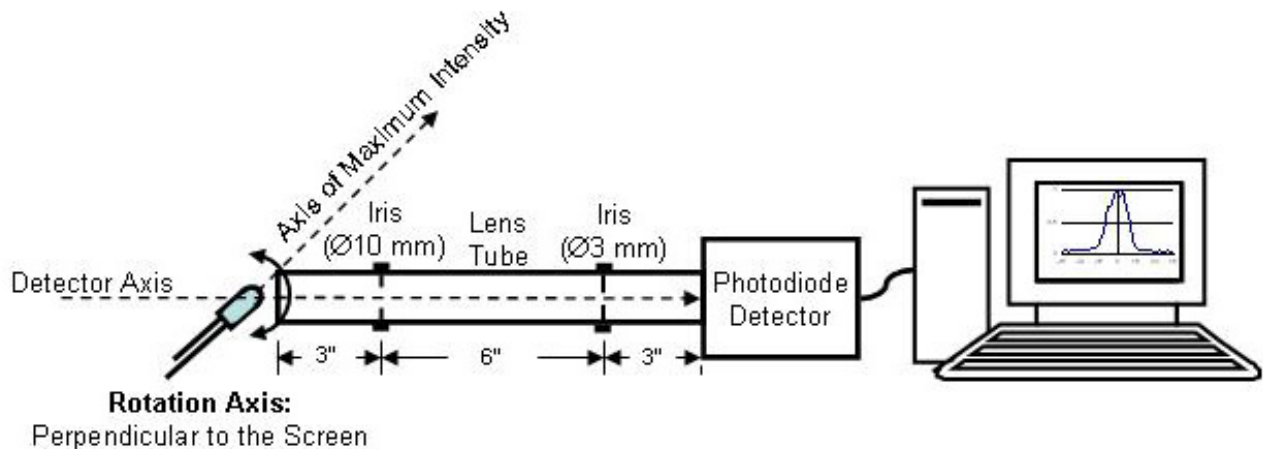 Axis of Maximum Intensity
Iris
(Ø10 mm)
Lens
Tube
Iris
(Ø3 mm)
Detector Axis
Photodiode
Detector
3"
6"
3"
Rotation Axis:
Perpendicular to the Screen